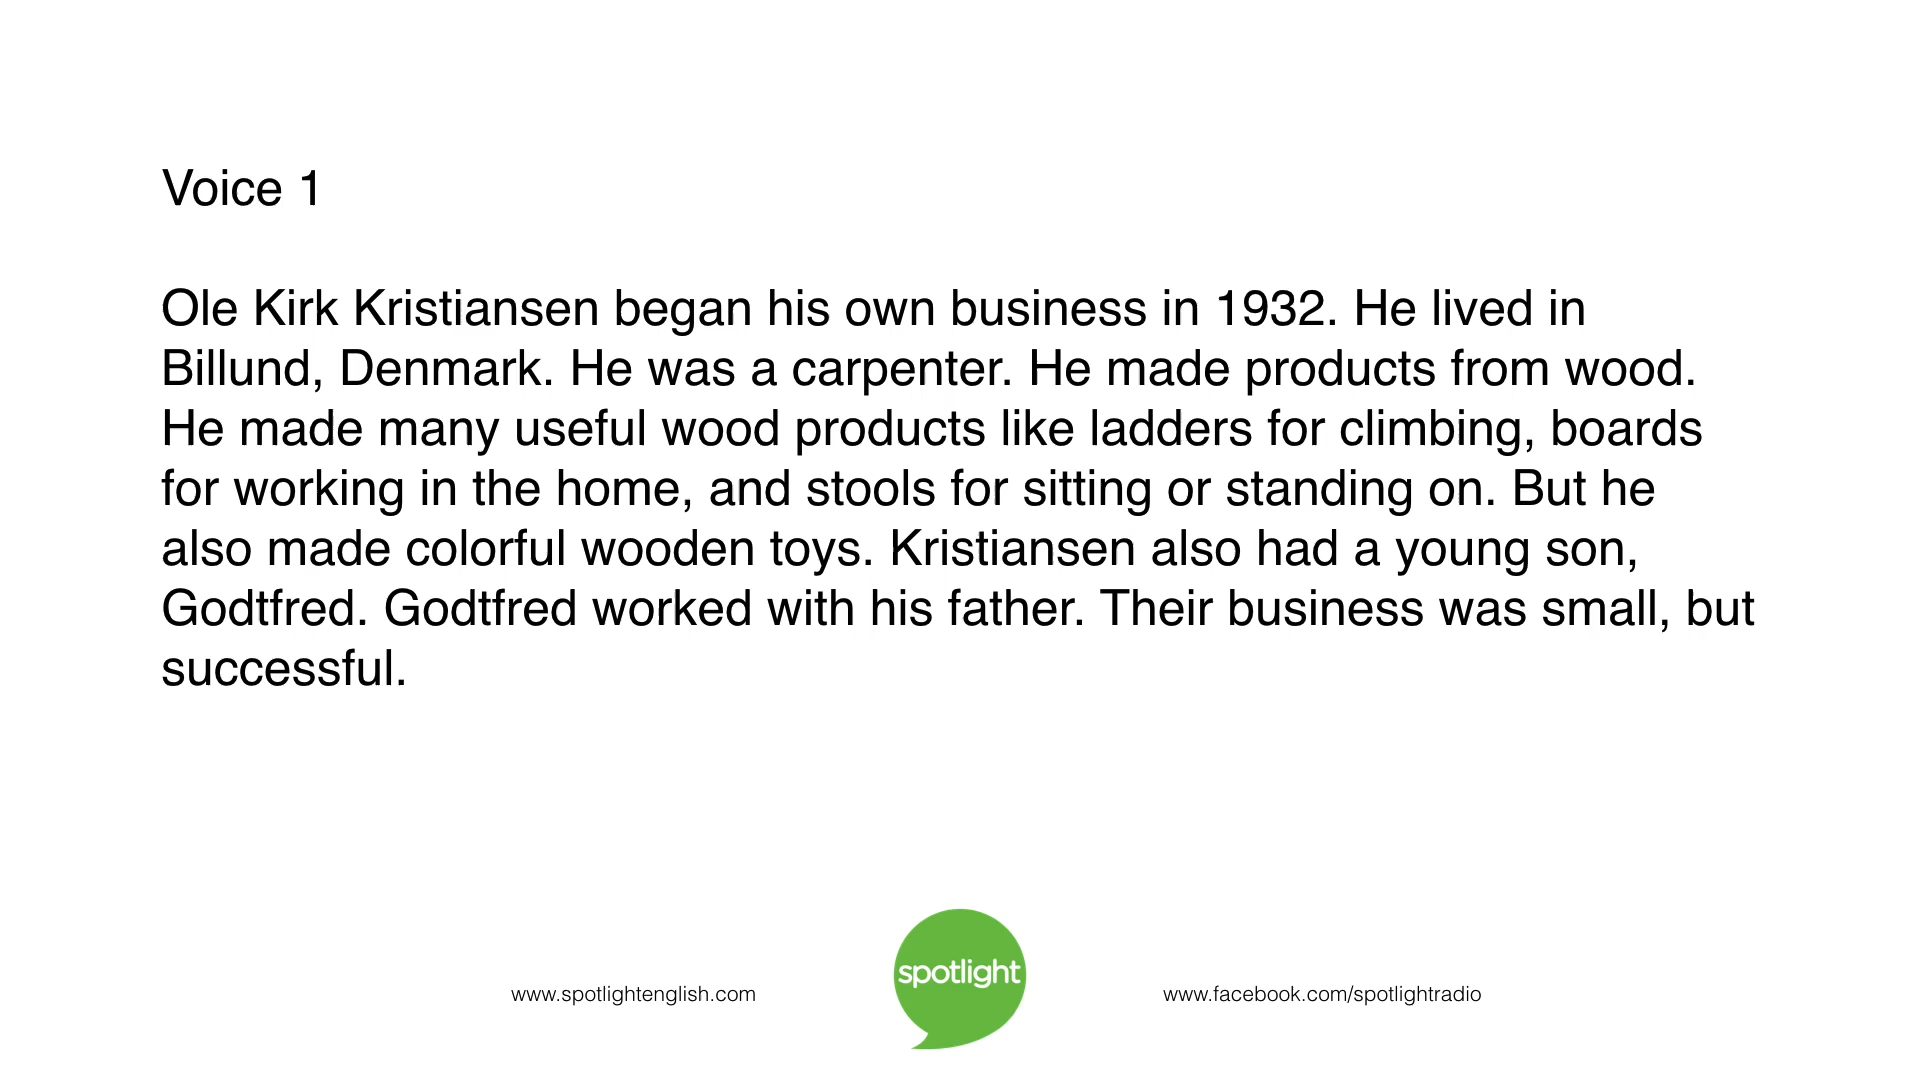 Voice 1
Ole Kirk Kristiansen began his own business in 1932. He lived in
Billund, Denmark. He was a carpenter. He made products from wood.
He made many useful wood products like ladders for climbing, boards
for working in the home, and stools for sitting or standing on. But he
also made colorful wooden toys. Kristiansen also had a young son,
Godtfred. Godtfred worked with his father. Their business was small, but
successful.
spotlight
www.spotlightenglish.com
www.facebook.com/spotlightradio